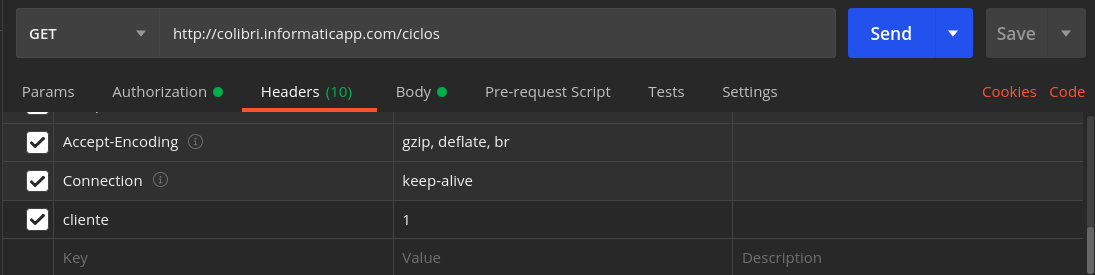 GET http://colibri.informaticapp.com/ciclos Send Save
Params Authorization Headers (10) Body Pre-request Script Tests Settings Cookies Code
Accept-Encoding gzip, deflate, br
Connection keep-alive
cliente 1
Key Value Description